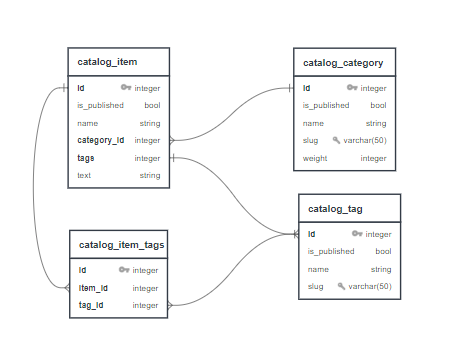 catalog_item
id integer
is_published bool
name string
category_id integer
tags integer
text string
catalog_category
id integer
is_published bool
name string
slug varchar(50)
weight integer
catalog_item_tags
id integer
item_id integer
tag_id integer
catalog_tag
id integer
is_published bool
name string
slug varchar(50)